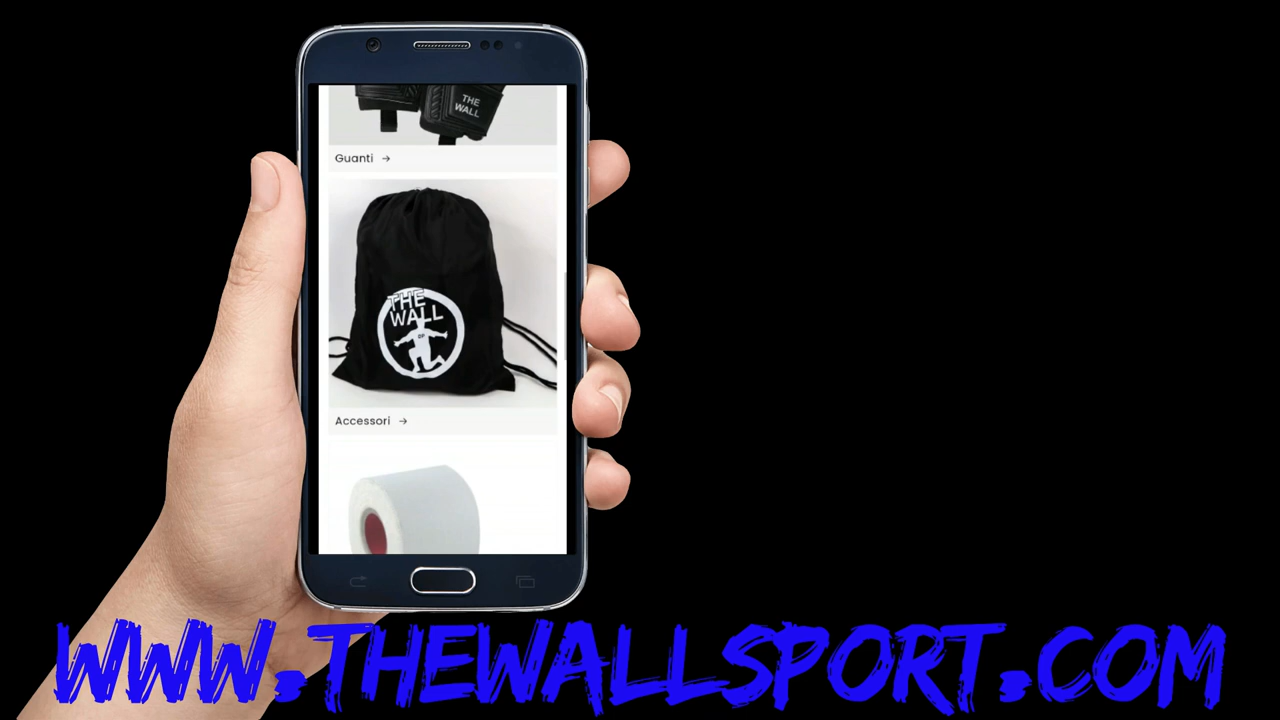 THE
WALL
Guanti →
THE
WALL
Accessori →
WWW.THEWALLSPORT.COM